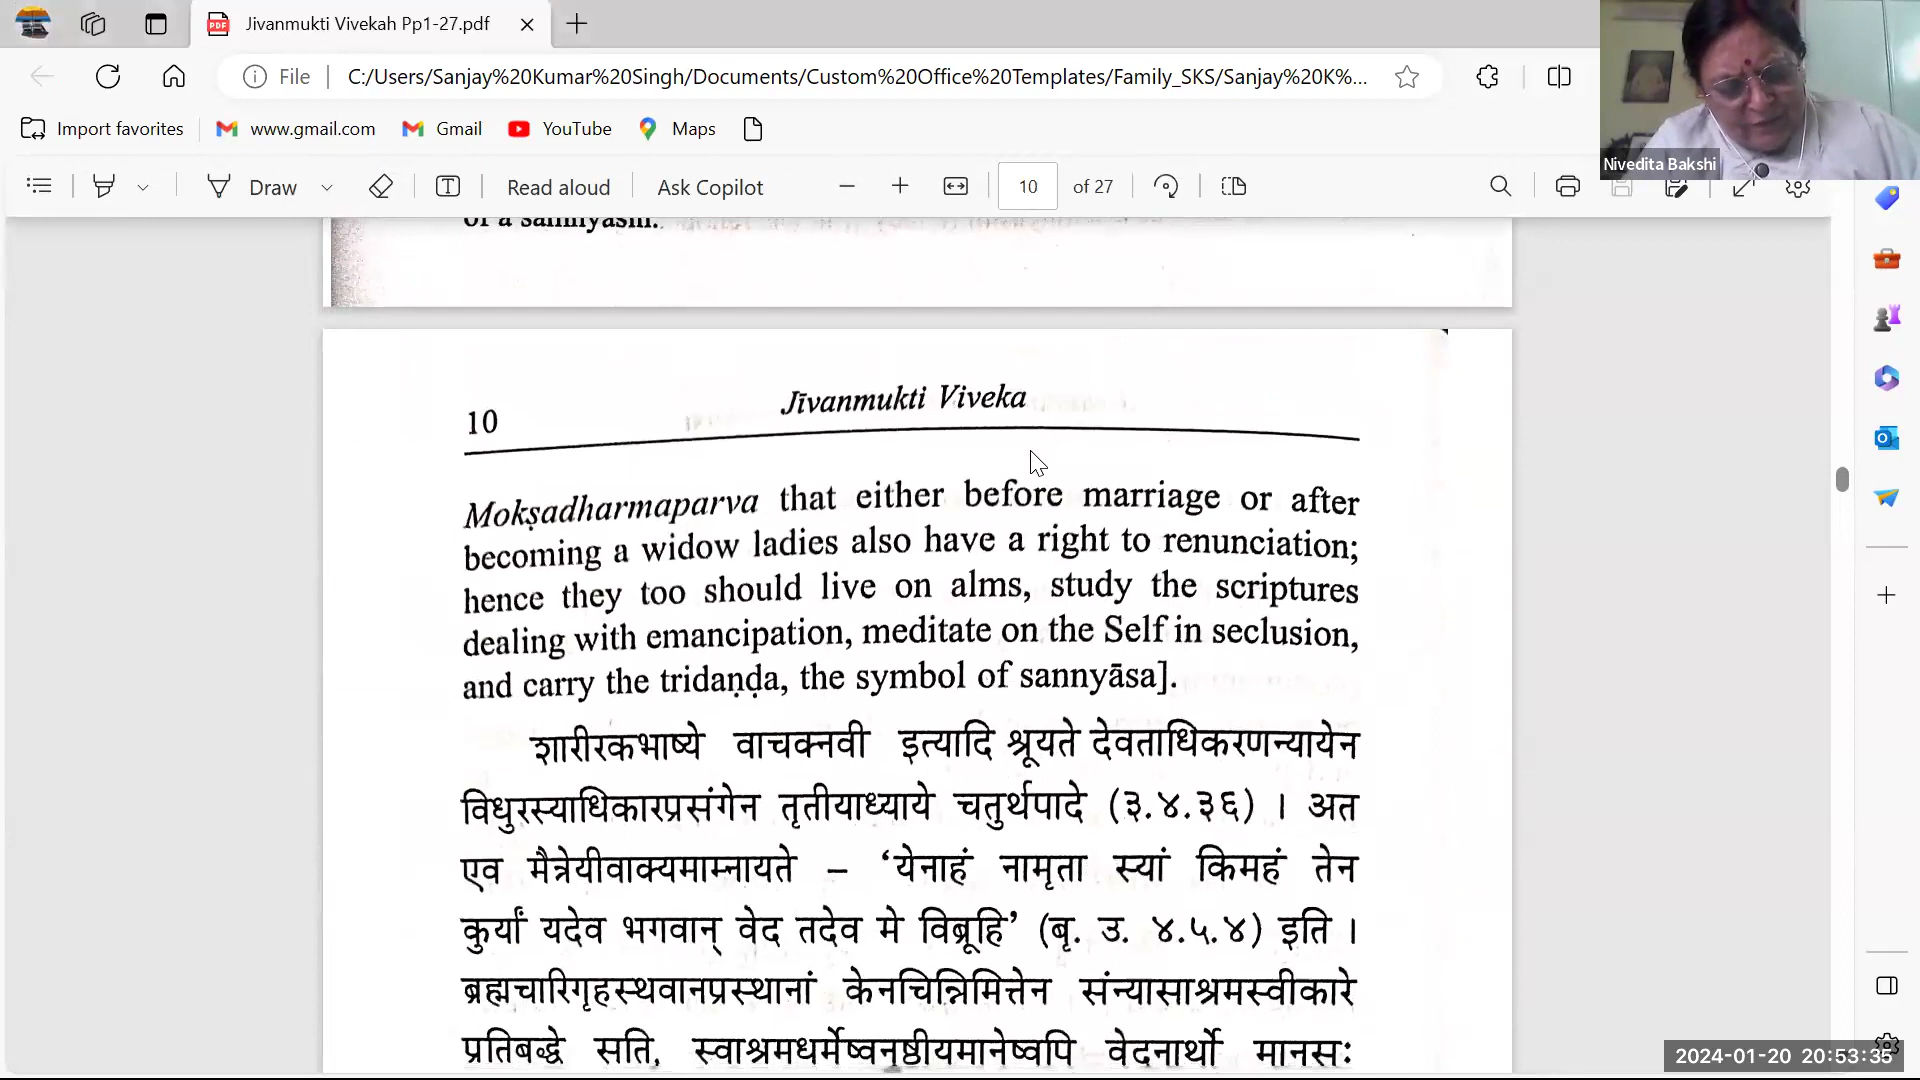 Jivanmukti Vivekah Pp1-27.pdf
File C:/Users/Sanjay%20Kumar%20Singh/Documents/Custom%20Office%20Templates/Family_SKS/Sanjay%20K%...
Import favorites www.gmail.com Gmail YouTube Maps
Draw Read aloud Ask Copilot 10 of 27
Nivedita Bakshi
of a sannyāsin.
10 Jīvanmukti Viveka
Mokṣadharmaparva that either before marriage or after
becoming a widow ladies also have a right to renunciation;
hence they too should live on alms, study the scriptures
dealing with emancipation, meditate on the Self in seclusion,
and carry the tridaṇḍa, the symbol of sannyāsa].
शारीरकभाष्ये वाचक्नवी इत्यादि श्रूयते देवताधिकरणन्यायेन
विधुरस्याधिकारप्रसंगेन तृतीयाध्याये चतुर्थपादे (३.४.३६) । अत
एव मैत्रेयीवाक्यमाम्नायते – ‘येनाहं नामृता स्यां किमहं तेन
कुर्यां यदेव भगवान् वेद तदेव मे विब्रूहि’ (बृ. उ. ४.५.४) इति ।
ब्रह्मचारिगृहस्थवानप्रस्थानां केनचिन्निमित्तेन संन्यासाश्रमस्वीकारे
प्रतिबद्धे सति, स्वाश्रमधर्मेष्वनुष्ठीयमानेष्वपि वेदनार्थो मानसः
2024-01-20 20:53:35